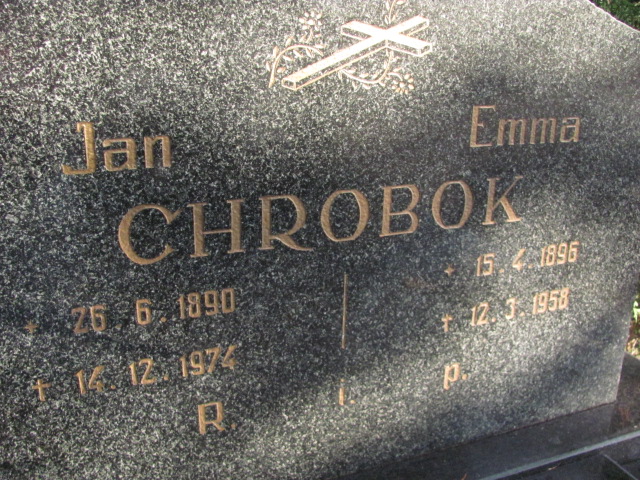 Jan Emma
CHROBOK
* 26.6.1890 * 15.4.1896
† 14.12.1974 † 12.3.1958
R. i. p.